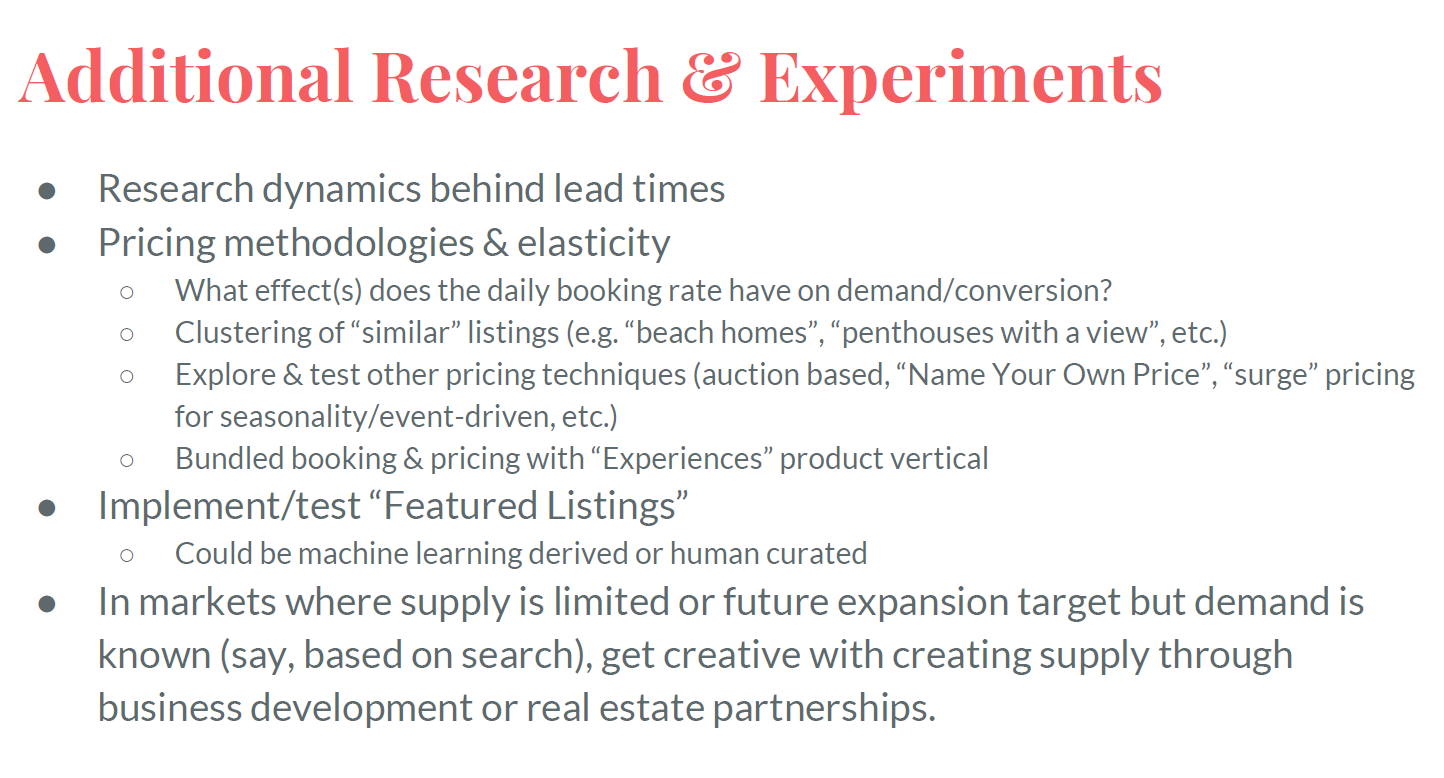 Additional Research & Experiments
● Research dynamics behind lead times
● Pricing methodologies & elasticity
○ What effect(s) does the daily booking rate have on demand/conversion?
○ Clustering of “similar” listings (e.g. “beach homes”, “penthouses with a view”, etc.)
○ Explore & test other pricing techniques (auction based, “Name Your Own Price”, “surge” pricing
for seasonality/event-driven, etc.)
○ Bundled booking & pricing with “Experiences” product vertical
● Implement/test “Featured Listings”
○ Could be machine learning derived or human curated
● In markets where supply is limited or future expansion target but demand is
known (say, based on search), get creative with creating supply through
business development or real estate partnerships.